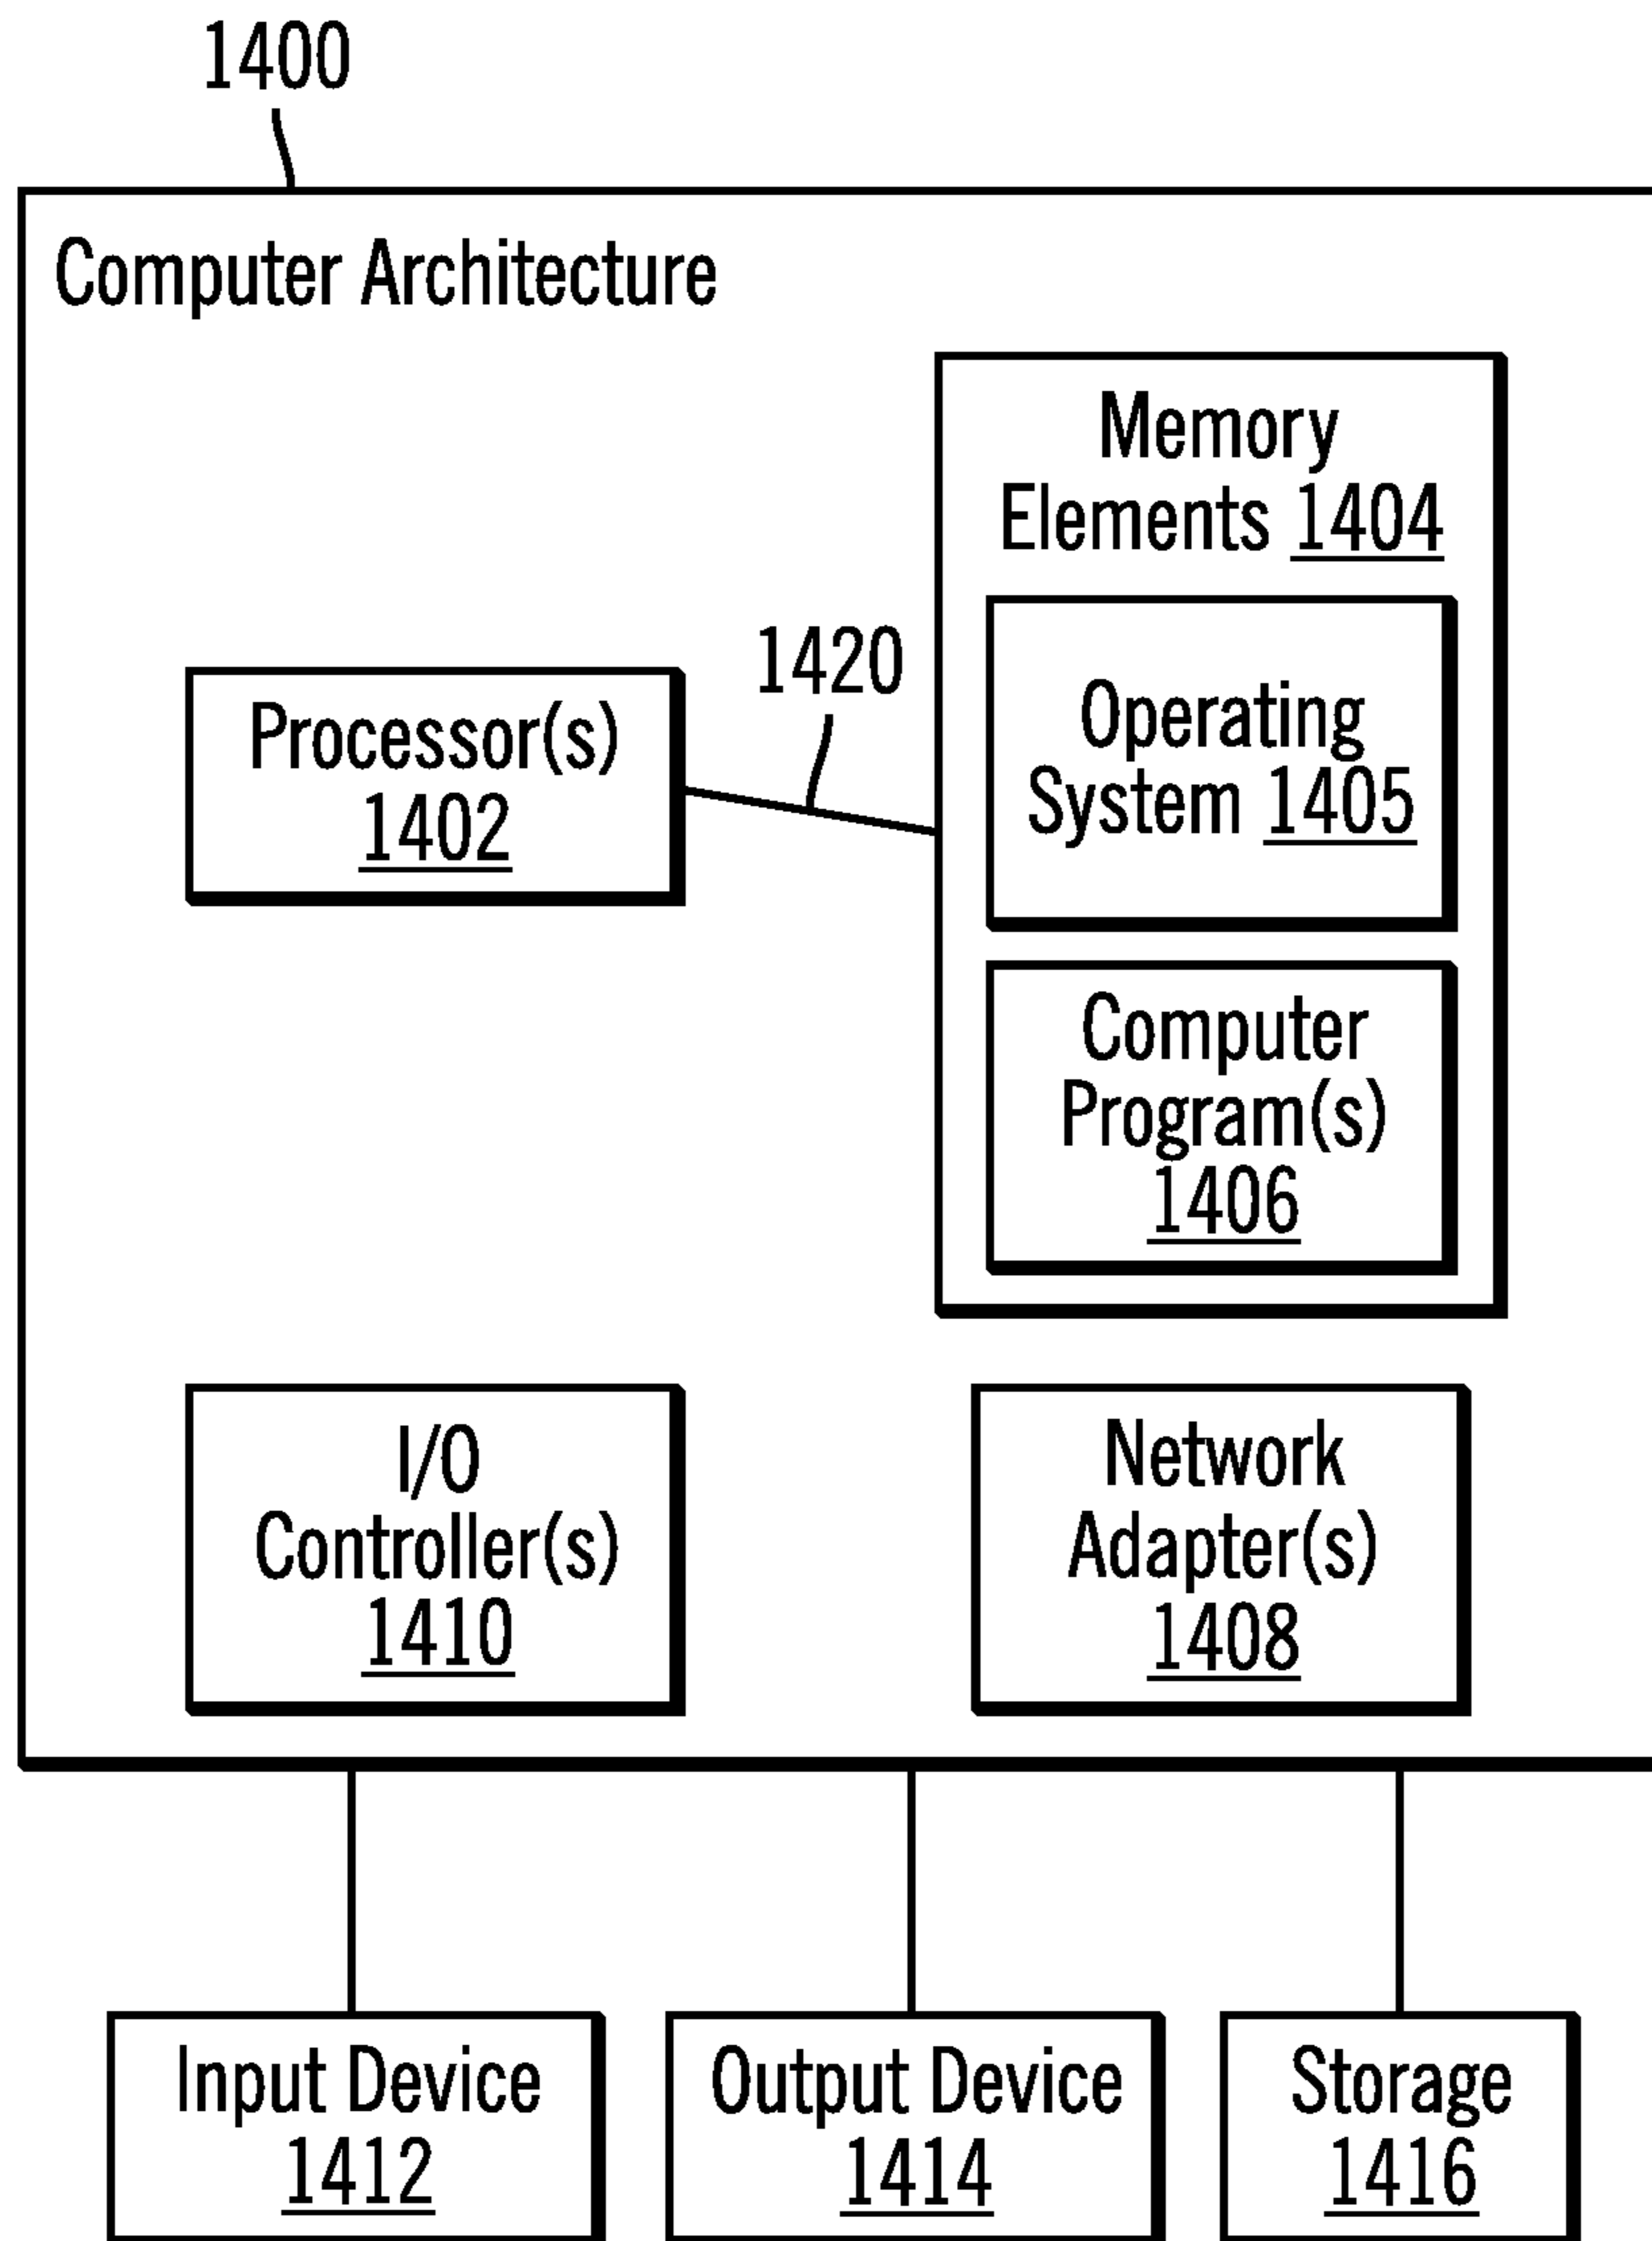 1400
Computer Architecture
Memory
Elements 1404
1420
Operating
System 1405
Processor(s)
1402
Computer
Program(s)
1406
I/O
Controller(s)
1410
Network
Adapter(s)
1408
Input Device
1412
Output Device
1414
Storage
1416